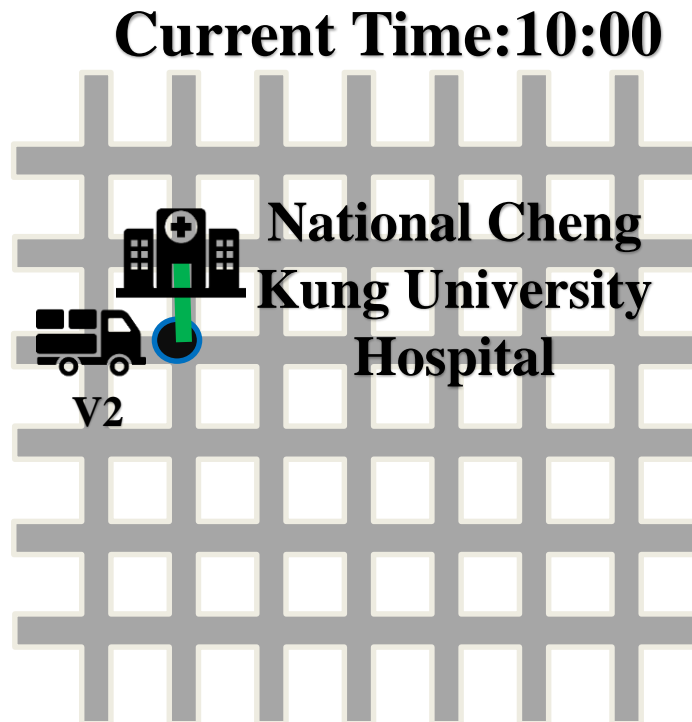 Current Time:10:00
National Cheng
Kung University
Hospital
V2